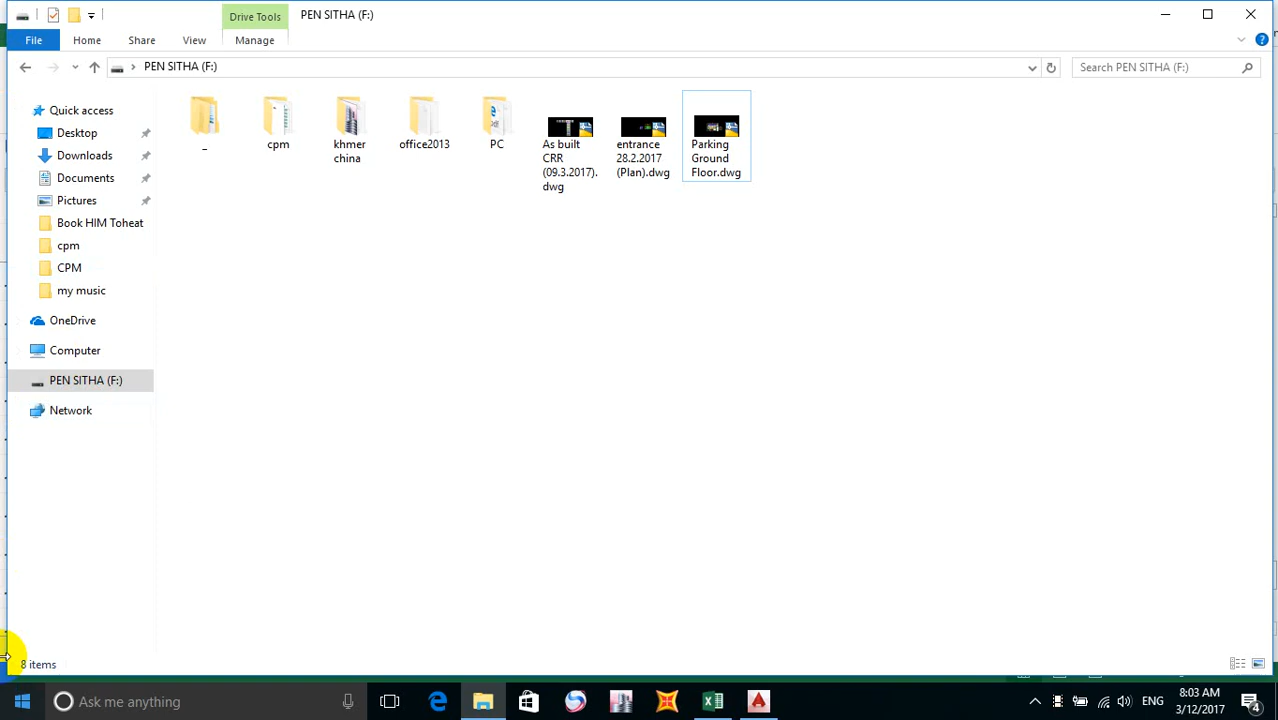 Drive Tools
PEN SITHA (F:)
File
Home
Share
View
Manage
PEN SITHA (F:)
Search PEN SITHA (F:)
Quick access
Desktop
Downloads
Documents
Pictures
Book HIM Toheat
cpm
CPM
my music
OneDrive
Computer
PEN SITHA (F:)
Network
_
cpm
khmer
china
office2013
PC
As built
CRR
(09.3.2017).
dwg
entrance
28.2.2017
(Plan).dwg
Parking
Ground
Floor.dwg
8 items
Ask me anything
ENG
8:03 AM
3/12/2017
4